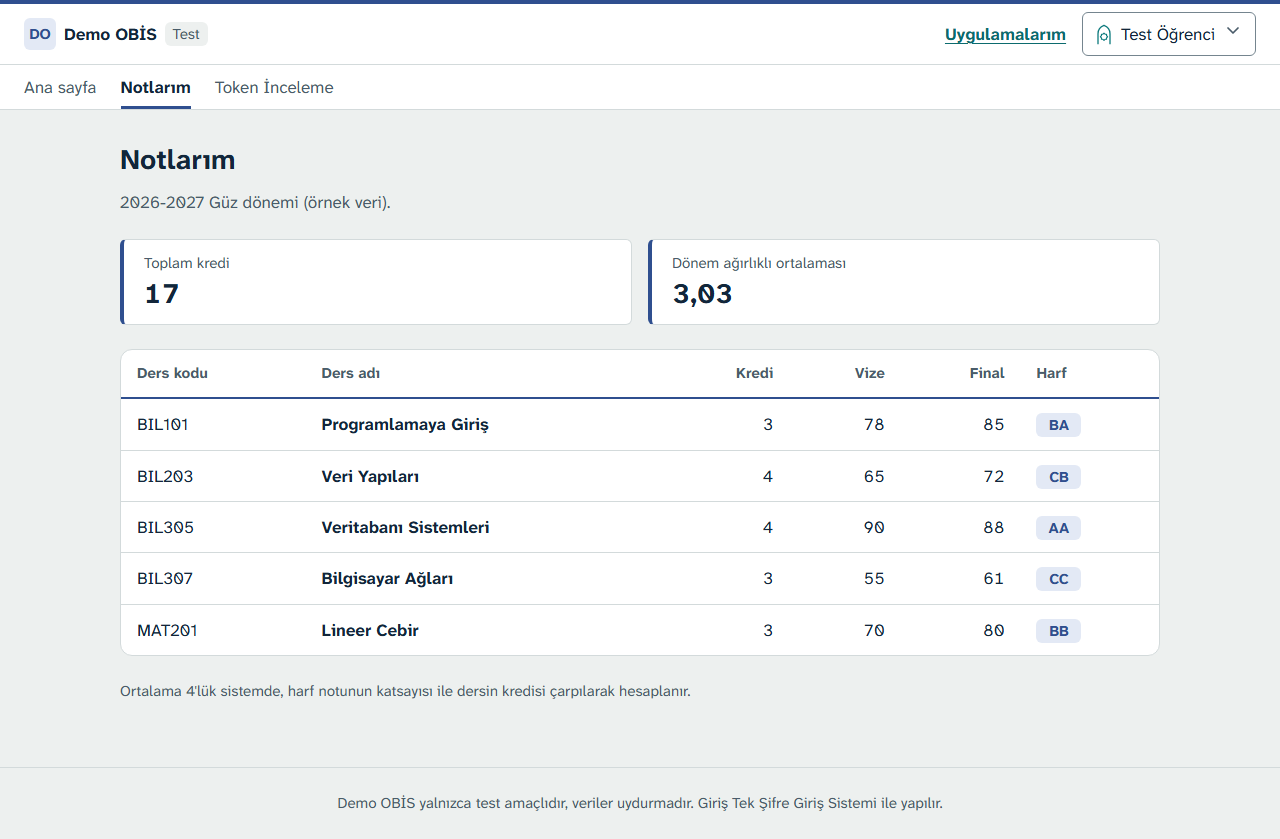 DO Demo OBİS Test Uygulamalarım Test Öğrenci
Ana sayfa Notlarım Token İnceleme
Notlarım
2026-2027 Güz dönemi (örnek veri).
Toplam kredi
17
Dönem ağırlıklı ortalaması
3,03
Ders kodu Ders adı Kredi Vize Final Harf
BIL101 Programlamaya Giriş 3 78 85 BA
BIL203 Veri Yapıları 4 65 72 CB
BIL305 Veritabanı Sistemleri 4 90 88 AA
BIL307 Bilgisayar Ağları 3 55 61 CC
MAT201 Lineer Cebir 3 70 80 BB
Ortalama 4'lük sistemde, harf notunun katsayısı ile dersin kredisi çarpılarak hesaplanır.
Demo OBİS yalnızca test amaçlıdır, veriler uydurmadır. Giriş Tek Şifre Giriş Sistemi ile yapılır.